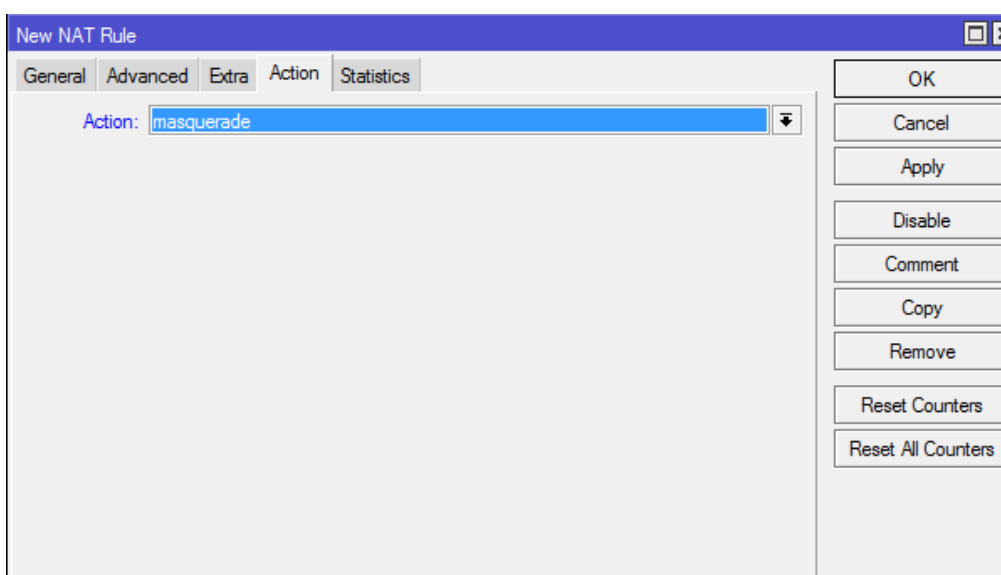 New NAT Rule
General Advanced Extra Action Statistics
Action: masquerade
OK
Cancel
Apply
Disable
Comment
Copy
Remove
Reset Counters
Reset All Counters